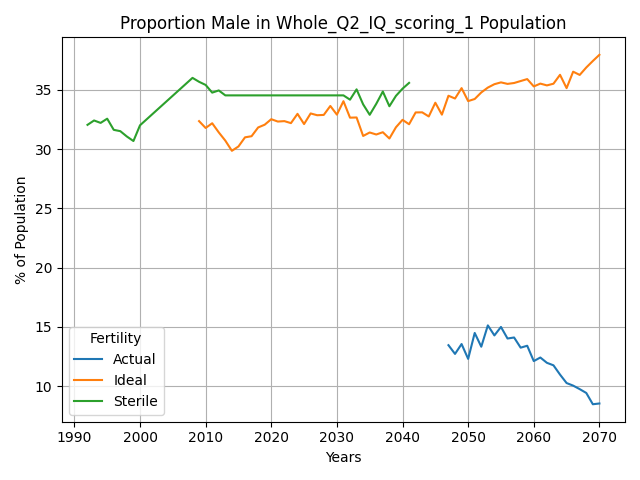 Proportion Male in Whole_Q2_IQ_scoring_1 Population
% of Population
35
30
25
20
15
10
Fertility
Actual
Ideal
Sterile
1990 2000 2010 2020 2030 2040 2050 2060 2070
Years